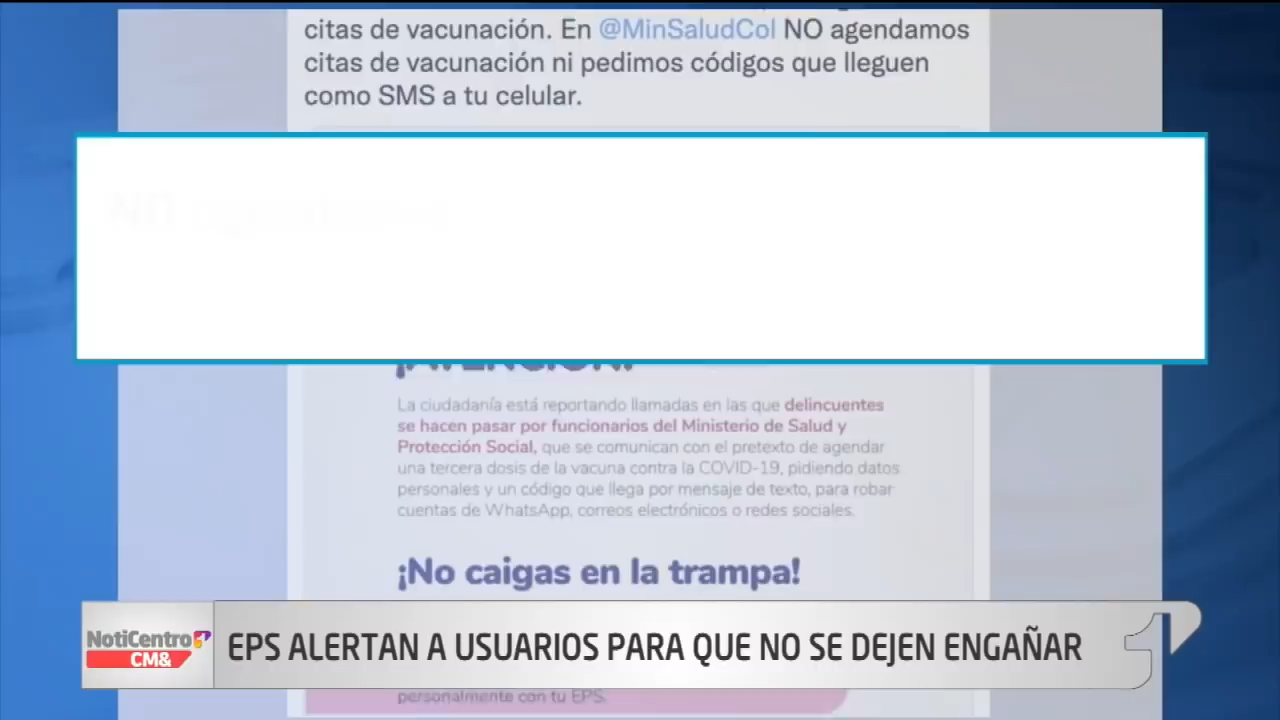 citas de vacunación. En @MinSaludCol NO agendamos
citas de vacunación ni pedimos códigos que lleguen
como SMS a tu celular.
¡ATENCIÓN!
La ciudadanía está reportando llamadas en las que delincuentes
se hacen pasar por funcionarios del Ministerio de Salud y
Protección Social, que se comunican con el pretexto de agendar
una tercera dosis de la vacuna contra la COVID-19, pidiendo datos
personales y un código que llega por mensaje de texto, para robar
cuentas de WhatsApp, correos electrónicos o redes sociales.
¡No caigas en la trampa!
NotiCentro 1
CM&
EPS ALERTAN A USUARIOS PARA QUE NO SE DEJEN ENGAÑAR
1
personalmente con tu EPS.